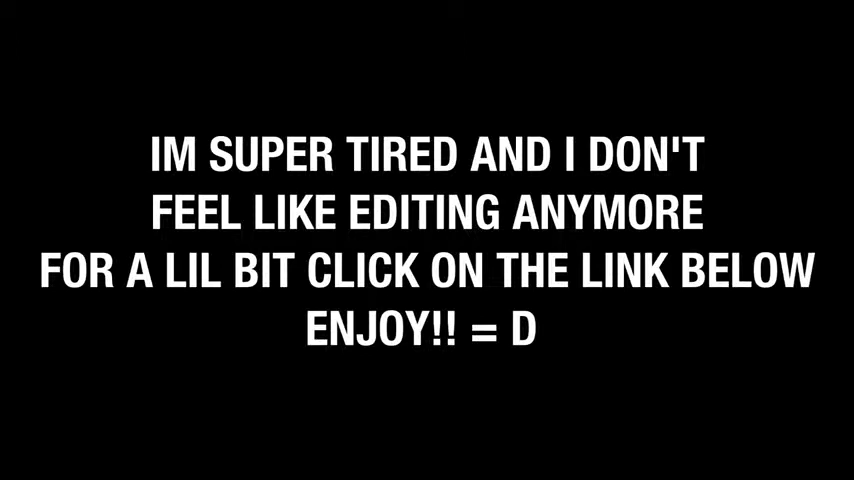 IM SUPER TIRED AND I DON'T
FEEL LIKE EDITING ANYMORE
FOR A LIL BIT CLICK ON THE LINK BELOW
ENJOY!! = D